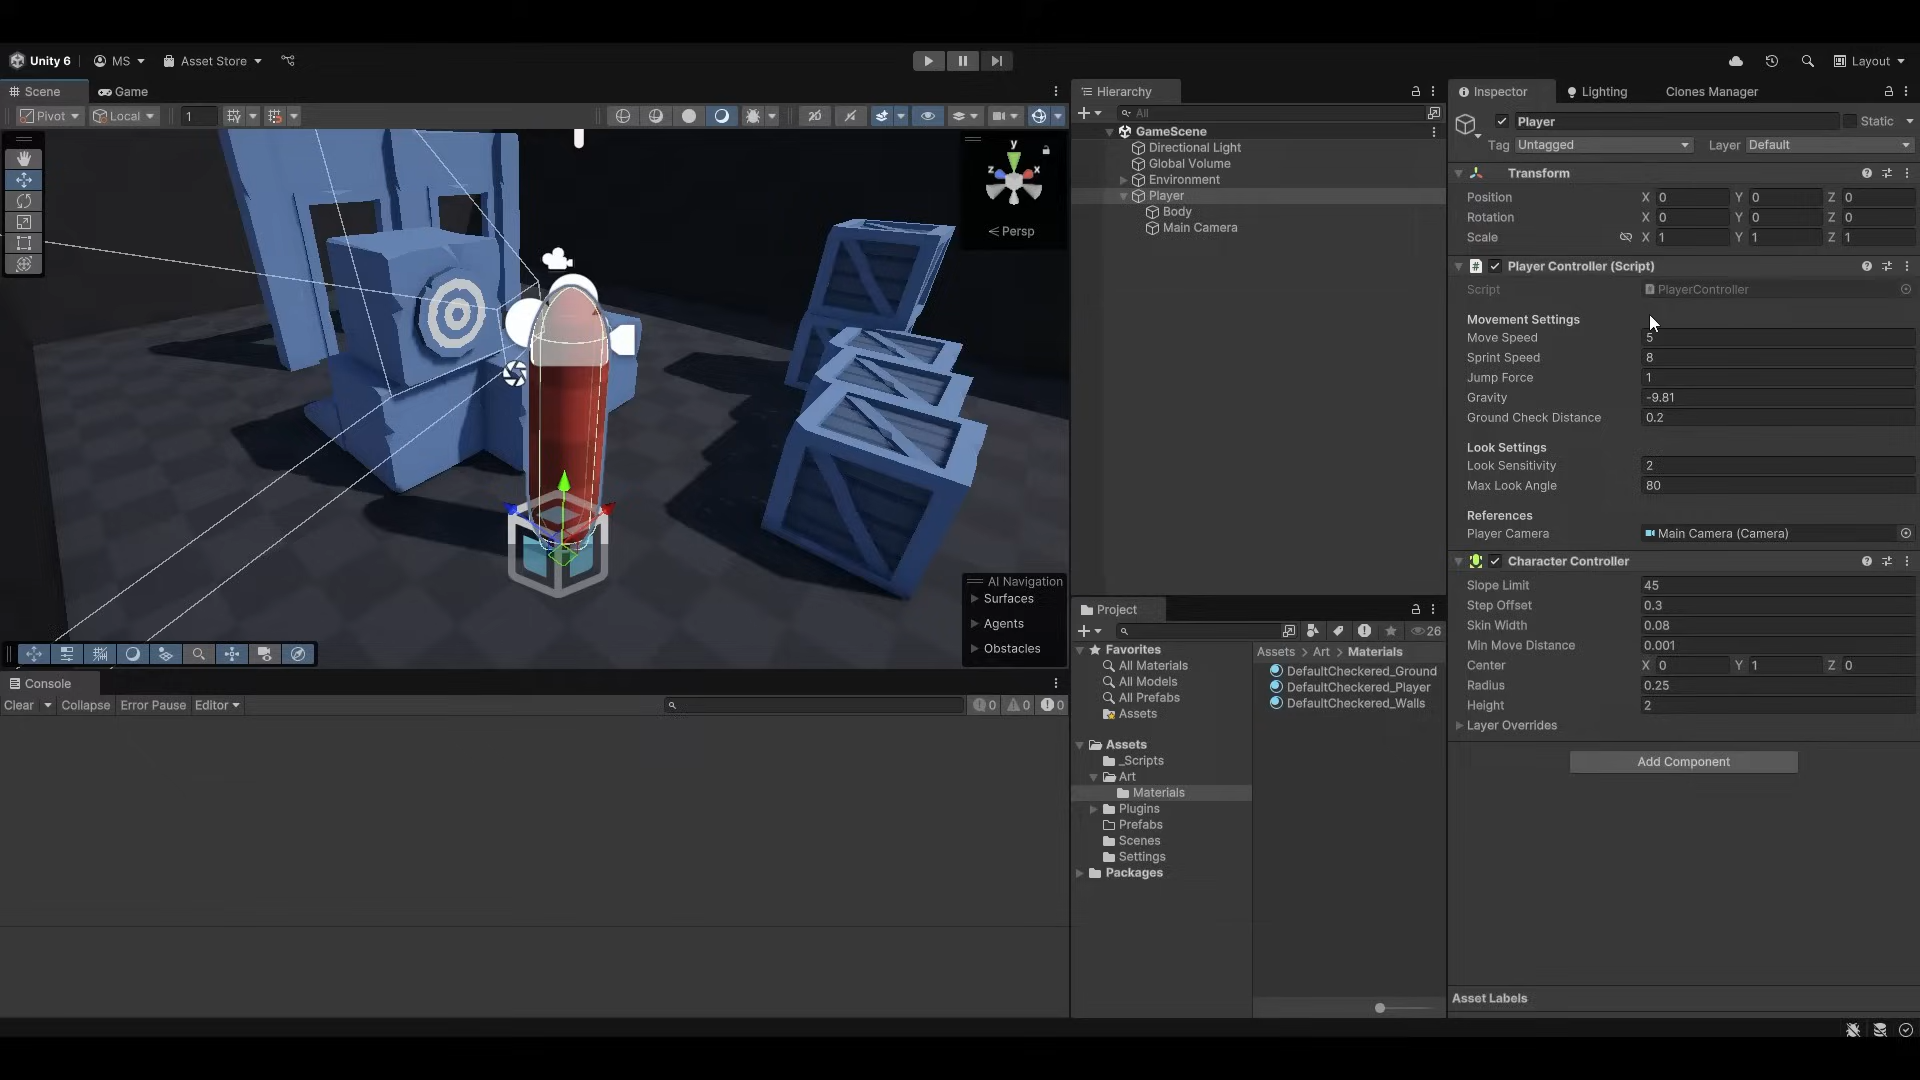 Unity 6 MS Asset Store Layout
Scene Game
Pivot Local 1 2D
y
z x
Persp
AI Navigation
Surfaces
Agents
Obstacles
Console
Clear Collapse Error Pause Editor 0 0 0
Hierarchy
All
GameScene
Directional Light
Global Volume
Environment
Player
Body
Main Camera
Project
26
Favorites
All Materials
All Models
All Prefabs
Assets
Assets
_Scripts
Art
Materials
Plugins
Prefabs
Scenes
Settings
Packages
Assets > Art > Materials
DefaultCheckered_Ground
DefaultCheckered_Player
DefaultCheckered_Walls
Inspector Lighting Clones Manager
Player Static
Tag Untagged Layer Default
Transform
Position X 0 Y 0 Z 0
Rotation X 0 Y 0 Z 0
Scale X 1 Y 1 Z 1
# Player Controller (Script)
Script PlayerController
Movement Settings
Move Speed 5
Sprint Speed 8
Jump Force 1
Gravity -9.81
Ground Check Distance 0.2
Look Settings
Look Sensitivity 2
Max Look Angle 80
References
Player Camera Main Camera (Camera)
Character Controller
Slope Limit 45
Step Offset 0.3
Skin Width 0.08
Min Move Distance 0.001
Center X 0 Y 1 Z 0
Radius 0.25
Height 2
Layer Overrides
Add Component
Asset Labels